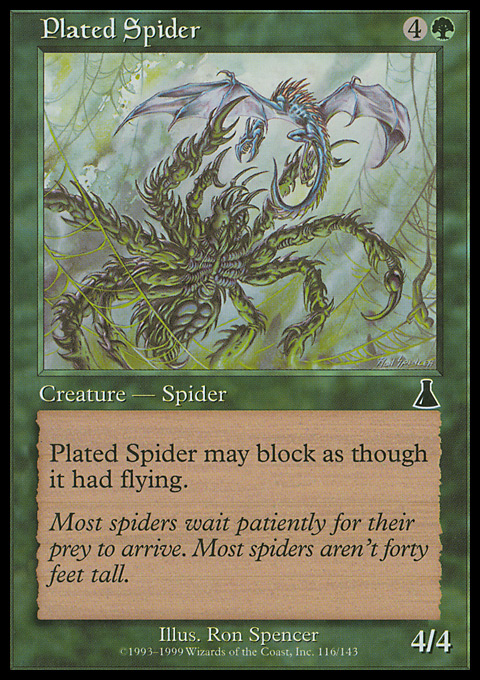 Plated Spider 4
Creature — Spider
Plated Spider may block as though
it had flying.
Most spiders wait patiently for their
prey to arrive. Most spiders aren't forty
feet tall.
Illus. Ron Spencer
4/4
©1993-1999 Wizards of the Coast, Inc. 116/143